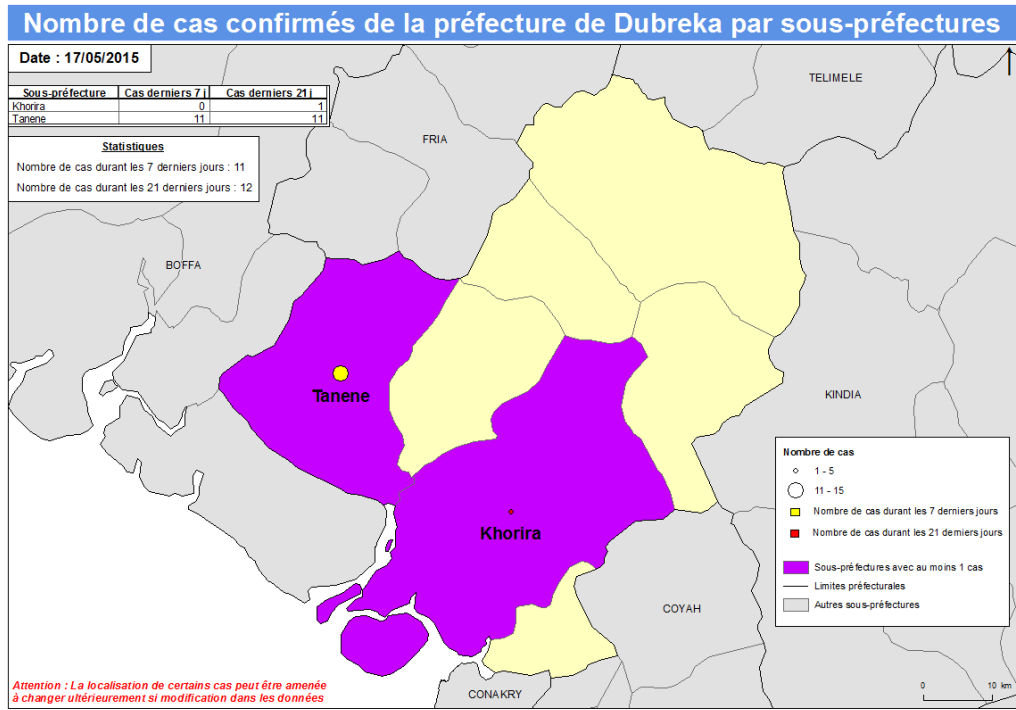 Nombre de cas confirmés de la préfecture de Dubreka par sous-préfectures
Date : 17/05/2015
Sous-préfecture Cas derniers 7 j Cas derniers 21 j
Khorira 0 1
Tanene 11 11
Statistiques
Nombre de cas durant les 7 derniers jours : 11
Nombre de cas durant les 21 derniers jours : 12
TELIMELE
FRIA
BOFFA
Tanene
KINDIA
Khorira
COYAH
CONAKRY
Nombre de cas
1 - 5
11 - 15
Nombre de cas durant les 7 derniers jours
Nombre de cas durant les 21 derniers jours
Sous-préfectures avec au moins 1 cas
Limites préfecturales
Autres sous-préfectures
0 10 km
Attention : La localisation de certains cas peut être amenée
à changer ultérieurement si modification dans les données